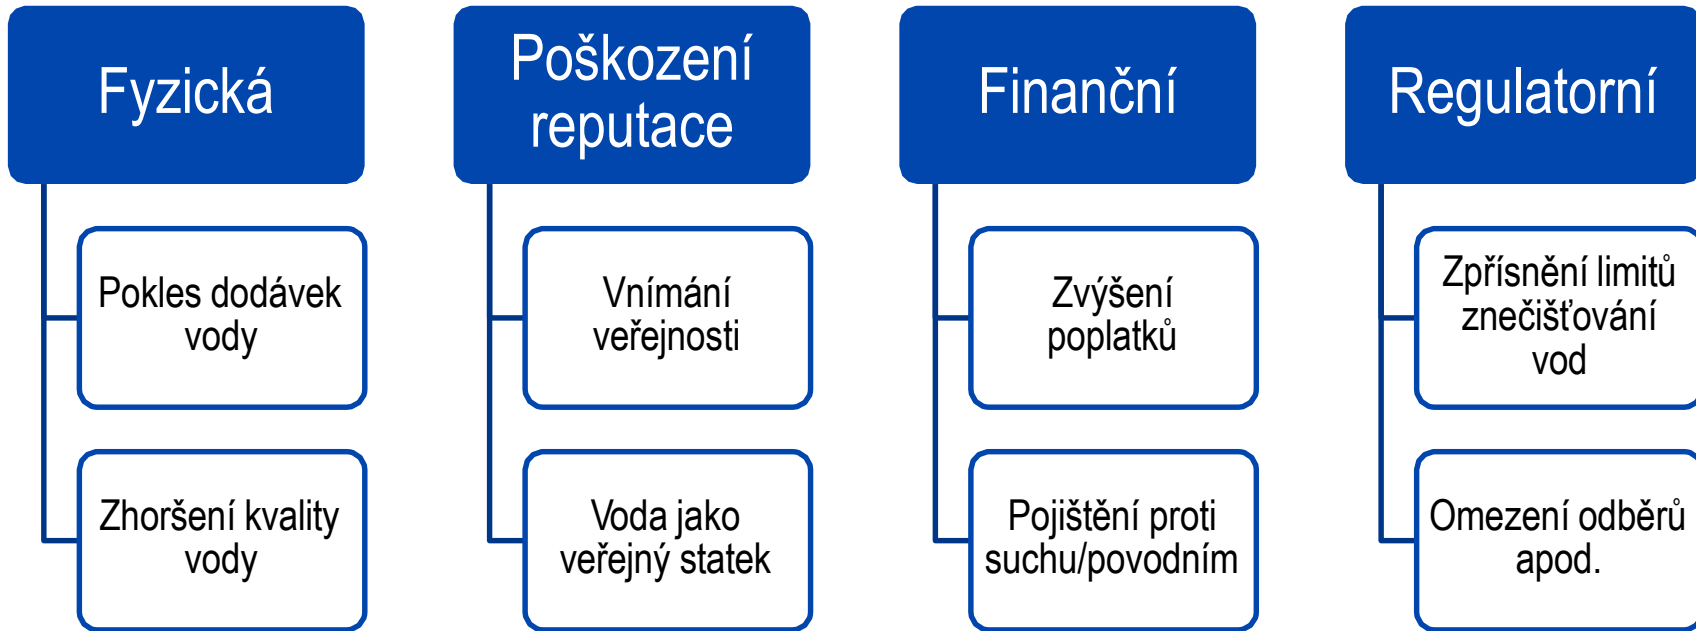 Fyzická
Pokles dodávek
vody
Zhoršení kvality
vody
Poškození
reputace
Vnímání
veřejnosti
Voda jako
veřejný statek
Finanční
Zvýšení
poplatků
Pojištění proti
suchu/povodním
Regulatorní
Zpřísnění limitů
znečišťování
vod
Omezení odběrů
apod.